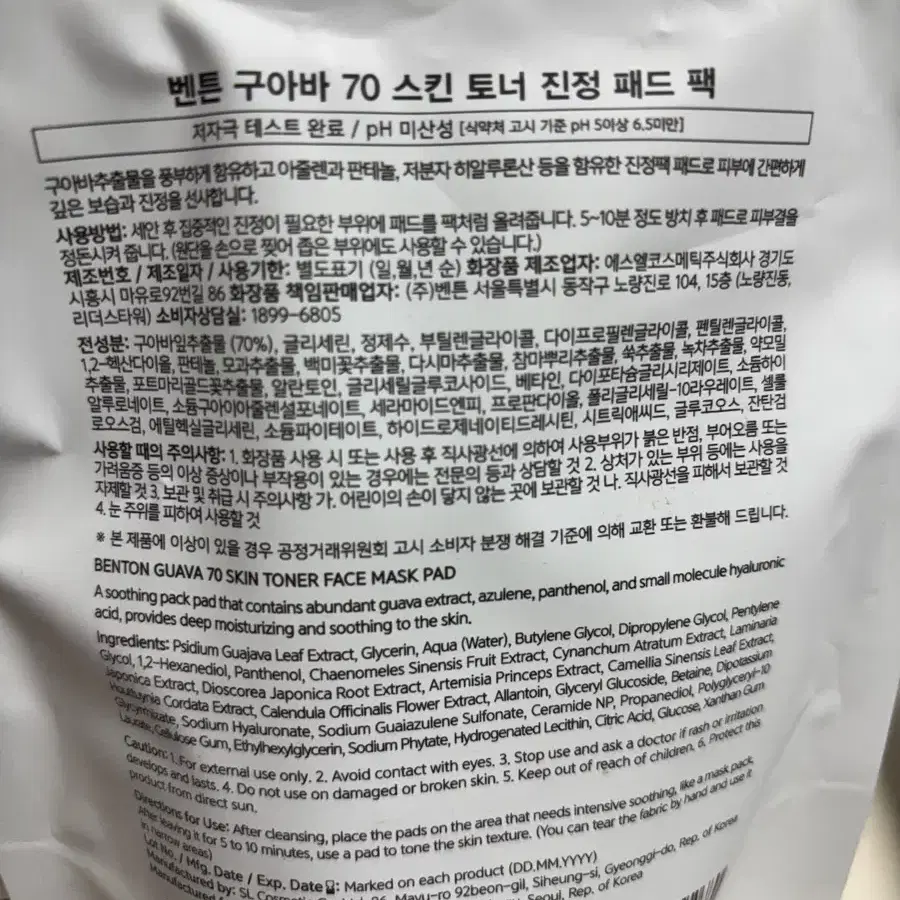 벤튼 구아바 70 스킨 토너 진정 패드 팩
저자극 테스트 완료 / pH 미산성 [식약처 고시 기준 pH 5이상 6.5미만]
구아바추출물을 풍부하게 함유하고 아줄렌과 판테놀, 저분자 히알루론산 등을 함유한 진정팩 패드로 피부에 간편하게
깊은 보습과 진정을 선사합니다.
사용방법: 세안 후 집중적인 진정이 필요한 부위에 패드를 팩처럼 올려줍니다. 5~10분 정도 방치 후 패드로 피부결을
정돈시켜 줍니다. (원단을 손으로 찢어 좁은 부위에도 사용할 수 있습니다.)
제조번호 / 제조일자 / 사용기한: 별도표기 (일,월,년 순) 화장품 제조업자: 에스엘코스메틱주식회사 경기도
시흥시 마유로92번길 86 화장품 책임판매업자: (주)벤튼 서울특별시 동작구 노량진로 104, 15층 (노량진동,
리더스타워) 소비자상담실: 1899-6805
전성분: 구아바잎추출물 (70%), 글리세린, 정제수, 부틸렌글라이콜, 다이프로필렌글라이콜, 펜틸렌글라이콜,
1,2-헥산다이올, 판테놀, 모과추출물, 백미꽃추출물, 다시마추출물, 참마뿌리추출물, 쑥추출물, 녹차추출물, 약모밀
추출물, 포트마리골드꽃추출물, 알란토인, 글리세릴글루코사이드, 베타인, 다이포타슘글리시리제이트, 소듐하이
알루로네이트, 소듐구아이아줄렌설포네이트, 세라마이드엔피, 프로판다이올, 폴리글리세릴-10라우레이트, 셀룰
로오스검, 에틸헥실글리세린, 소듐파이테이트, 하이드로제네이티드레시틴, 시트릭애씨드, 글루코오스, 잔탄검
사용할 때의 주의사항: 1. 화장품 사용 시 또는 사용 후 직사광선에 의하여 사용부위가 붉은 반점, 부어오름 또는
가려움증 등의 이상 증상이나 부작용이 있는 경우에는 전문의 등과 상담할 것 2. 상처가 있는 부위 등에는 사용을
자제할 것 3. 보관 및 취급 시 주의사항 가. 어린이의 손이 닿지 않는 곳에 보관할 것 나. 직사광선을 피해서 보관할 것
4. 눈 주위를 피하여 사용할 것
※ 본 제품에 이상이 있을 경우 공정거래위원회 고시 소비자 분쟁 해결 기준에 의해 교환 또는 환불해 드립니다.
BENTON GUAVA 70 SKIN TONER FACE MASK PAD
A soothing pack pad that contains abundant guava extract, azulene, panthenol, and small molecule hyaluronic
acid, provides deep moisturizing and soothing to the skin.
Ingredients: Psidium Guajava Leaf Extract, Glycerin, Aqua (Water), Butylene Glycol, Dipropylene Glycol, Pentylene
Glycol, 1,2-Hexanediol, Panthenol, Chaenomeles Sinensis Fruit Extract, Cynanchum Atratum Extract, Laminaria
Japonica Extract, Dioscorea Japonica Root Extract, Artemisia Princeps Extract, Camellia Sinensis Leaf Extract,
Houttuynia Cordata Extract, Calendula Officinalis Flower Extract, Allantoin, Glyceryl Glucoside, Betaine, Dipotassium
Glycyrrhizate, Sodium Hyaluronate, Sodium Guaiazulene Sulfonate, Ceramide NP, Propanediol, Polyglyceryl-10
Laurate, Cellulose Gum, Ethylhexylglycerin, Sodium Phytate, Hydrogenated Lecithin, Citric Acid, Glucose, Xanthan Gum
Caution: 1. For external use only. 2. Avoid contact with eyes. 3. Stop use and ask a doctor if rash or irritation
develops and lasts. 4. Do not use on damaged or broken skin. 5. Keep out of reach of children. 6. Protect this
product from direct sun.
Directions for Use: After cleansing, place the pads on the area that needs intensive soothing, like a mask pack.
After leaving it for 5 to 10 minutes, use a pad to tone the skin texture. (You can tear the fabric by hand and use it
in narrow areas)
Lot No. / Mfg. Date / Exp. Date: Marked on each product (DD.MM.YYYY)
Manufactured by: SL 86, Mayu-ro 92beon-gil, Siheung-si, Gyeonggi-do, Rep. of Korea
Manufactured Seoul, Rep. of Korea